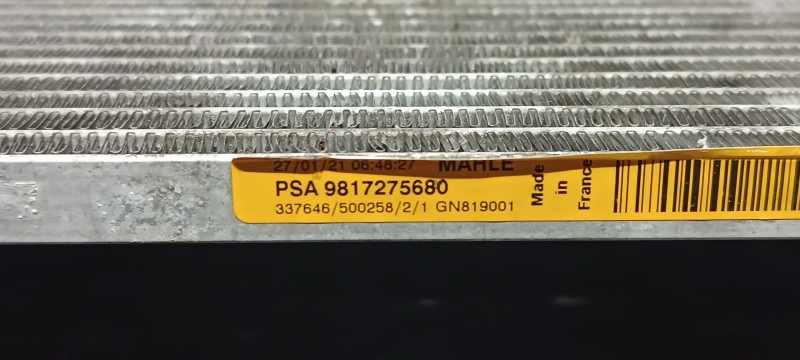 27/01/21 06:48:27 MAHLE
PSA 9817275680
337646/500258/2/1 GN819001
Made
in
France